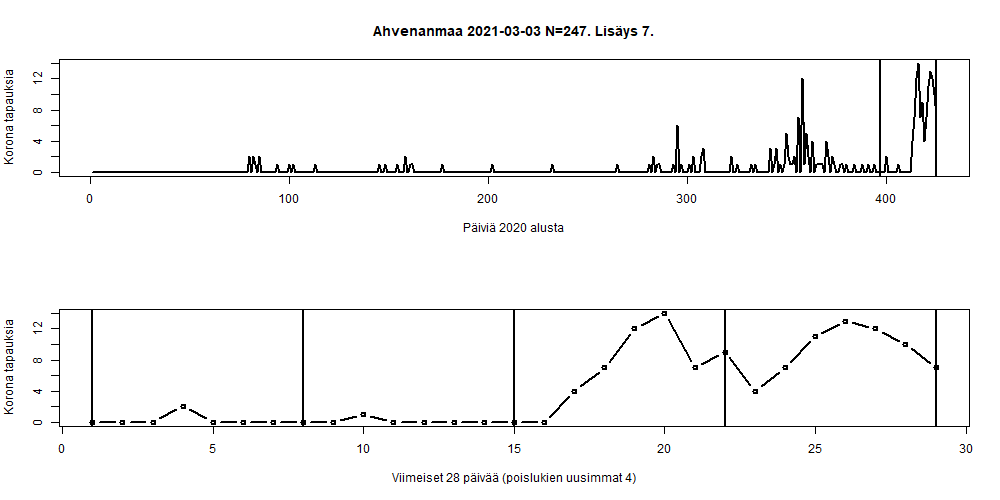 Ahvenanmaa 2021-03-03 N=247. Lisäys 7.
Korona tapauksia
0 4 8 12
0 100 200 300 400
Päiviä 2020 alusta
Korona tapauksia
0 4 8 12
0 5 10 15 20 25 30
Viimeiset 28 päivää (poislukien uusimmat 4)